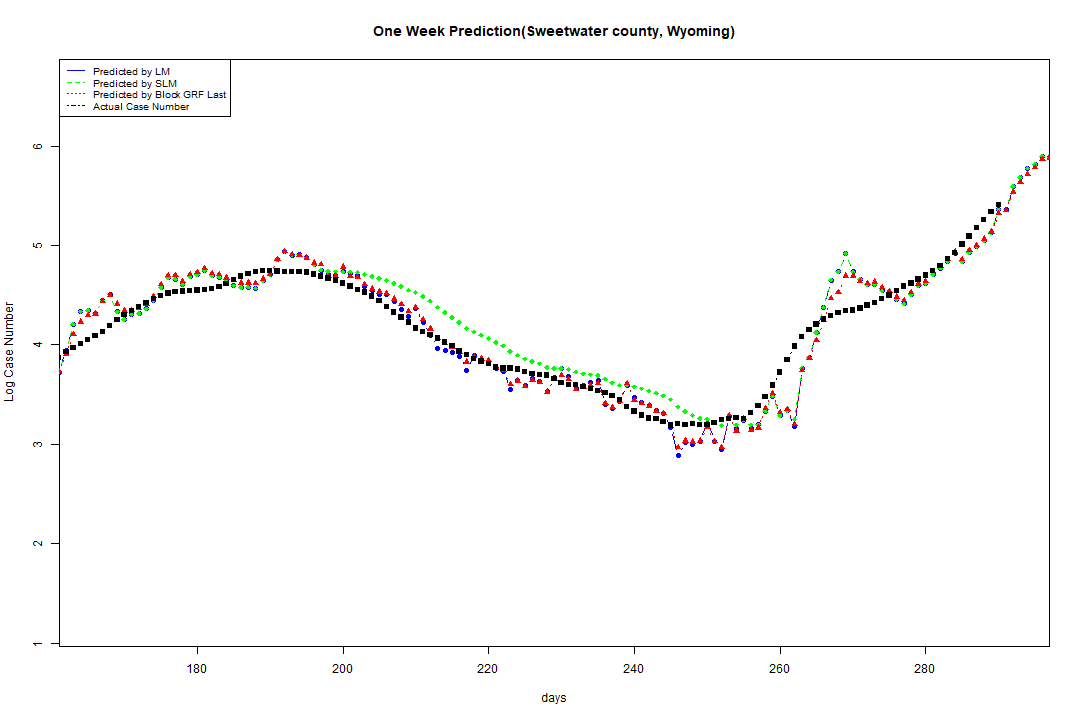 One Week Prediction(Sweetwater county, Wyoming)
Predicted by LM
Predicted by SLM
Predicted by Block GRF Last
Actual Case Number
Log Case Number
6
5
4
3
2
1
180 200 220 240 260 280
days